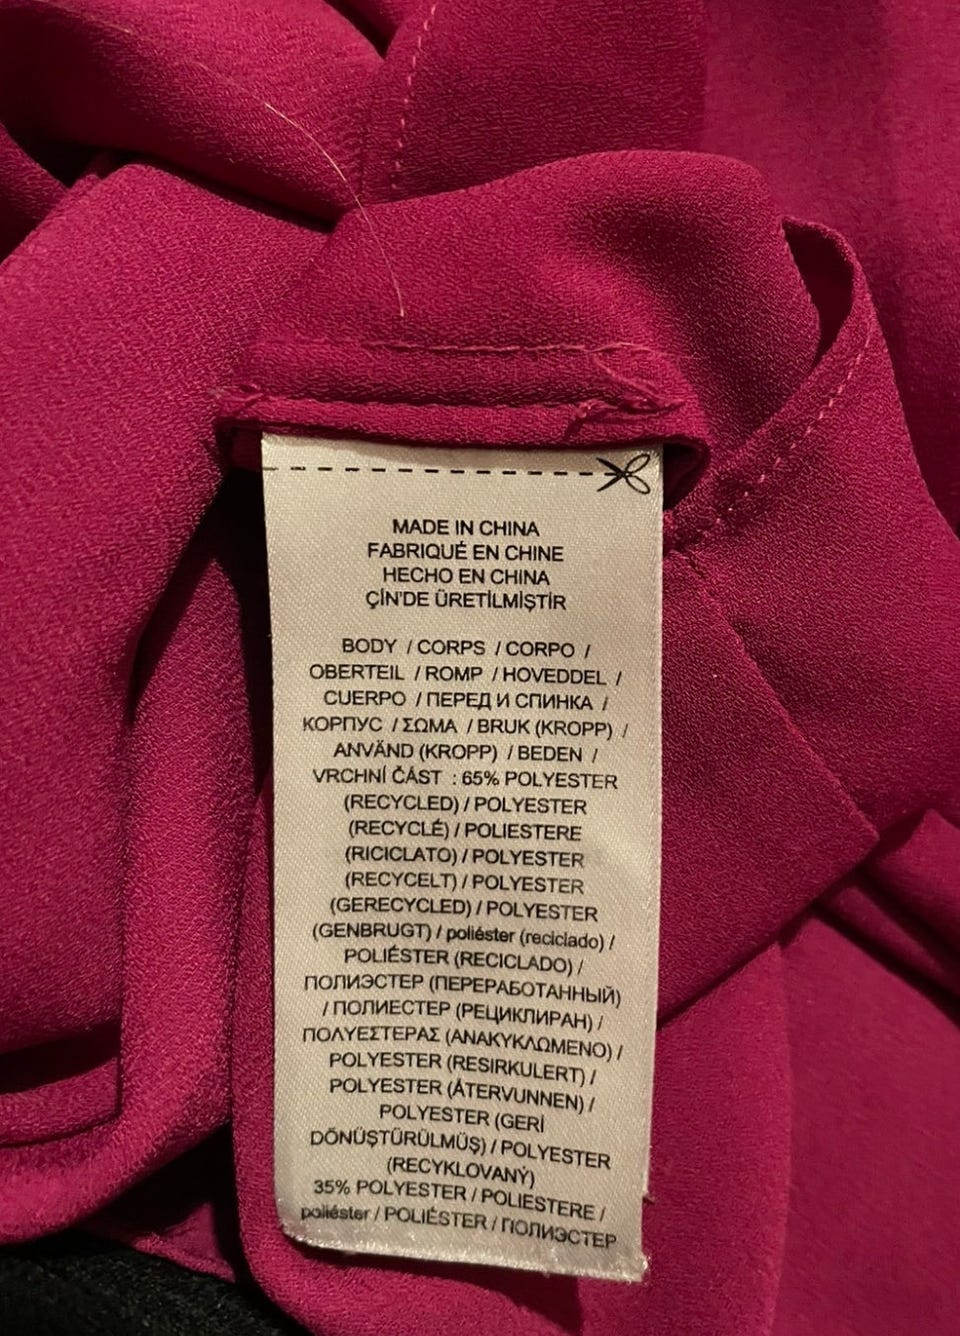 MADE IN CHINA
FABRIQUÉ EN CHINE
HECHO EN CHINA
ÇİN'DE ÜRETİLMİŞTİR
BODY / CORPS / CORPO /
OBERTEIL / ROMP / HOVEDDEL /
CUERPO / ПЕРЕД И СПИНКА /
КОРПУС / ΣΩΜΑ / BRUK (KROPP) /
ANVÄND (KROPP) / BEDEN /
VRCHNÍ ČÁST : 65% POLYESTER
(RECYCLED) / POLYESTER
(RECYCLÉ) / POLIESTERE
(RICICLATO) / POLYESTER
(RECYCELT) / POLYESTER
(GERECYCLED) / POLYESTER
(GENBRUGT) / poliéster (reciclado) /
POLIÉSTER (RECICLADO) /
ПОЛИЭСТЕР (ПЕРЕРАБОТАННЫЙ)
/ ПОЛИЕСТЕР (РЕЦИКЛИРАН) /
ΠΟΛΥΕΣΤΕΡΑΣ (ΑΝΑΚΥΚΛΩΜΕΝΟ) /
POLYESTER (RESIRKULERT) /
POLYESTER (ÅTERVUNNEN) /
POLYESTER (GERİ
DÖNÜŞTÜRÜLMÜŞ) / POLYESTER
(RECYKLOVANÝ)
35% POLYESTER / POLIESTERE /
poliéster / POLIÉSTER / ПОЛИЭСТЕР